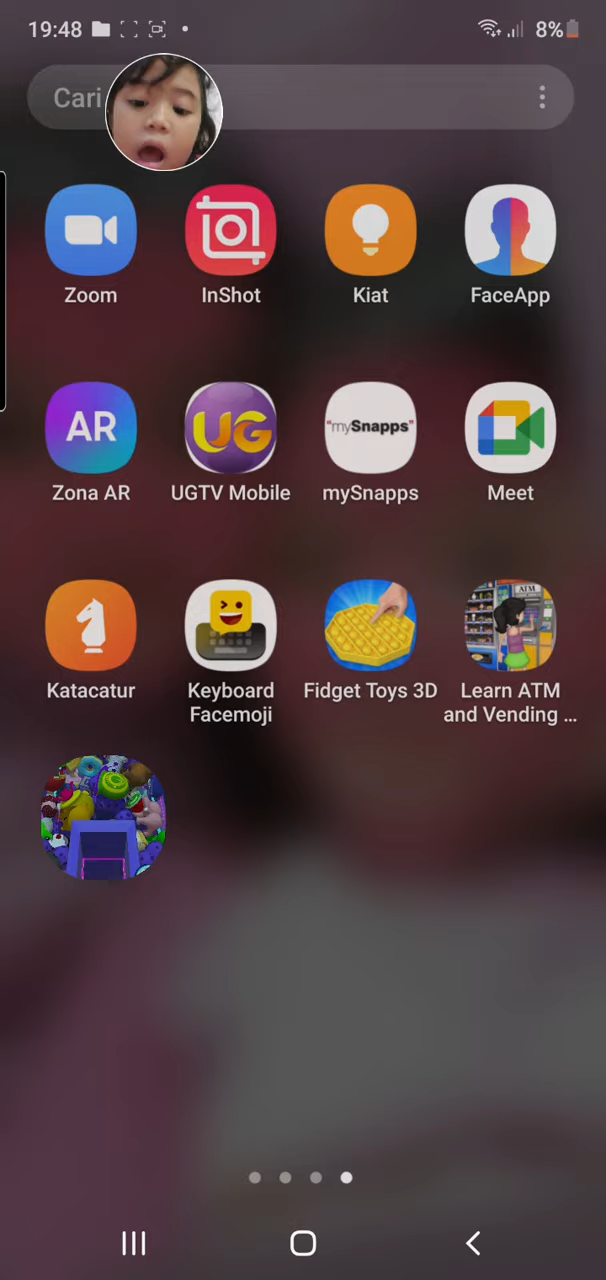 19:48
8%
Cari
Zoom
InShot
Kiat
FaceApp
AR
UG
"mySnapps"
Zona AR
UGTV Mobile
mySnapps
Meet
ATM
Katacatur
Keyboard
Facemoji
Fidget Toys 3D
Learn ATM
and Vending ...